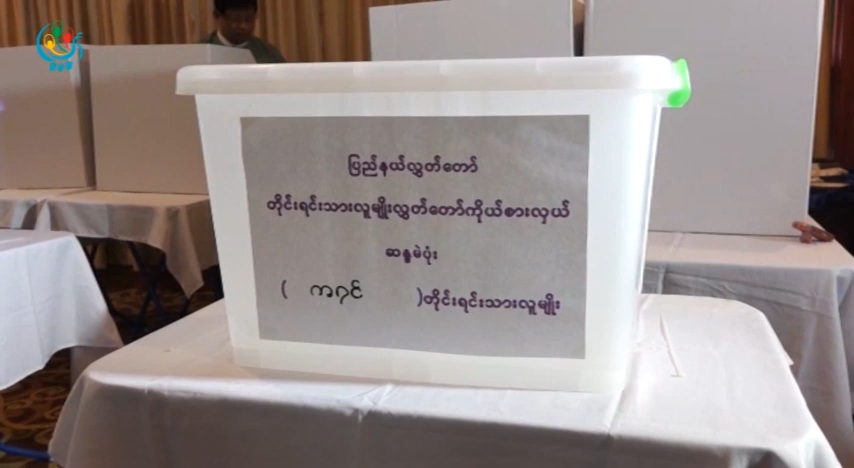 ပြည်နယ်လွှတ်တော်
တိုင်းရင်းသားလူမျိုးလွှတ်တော်ကိုယ်စားလှယ်
ဆန္ဒမဲပုံး
( ကရင် )တိုင်းရင်းသားလူမျိုး